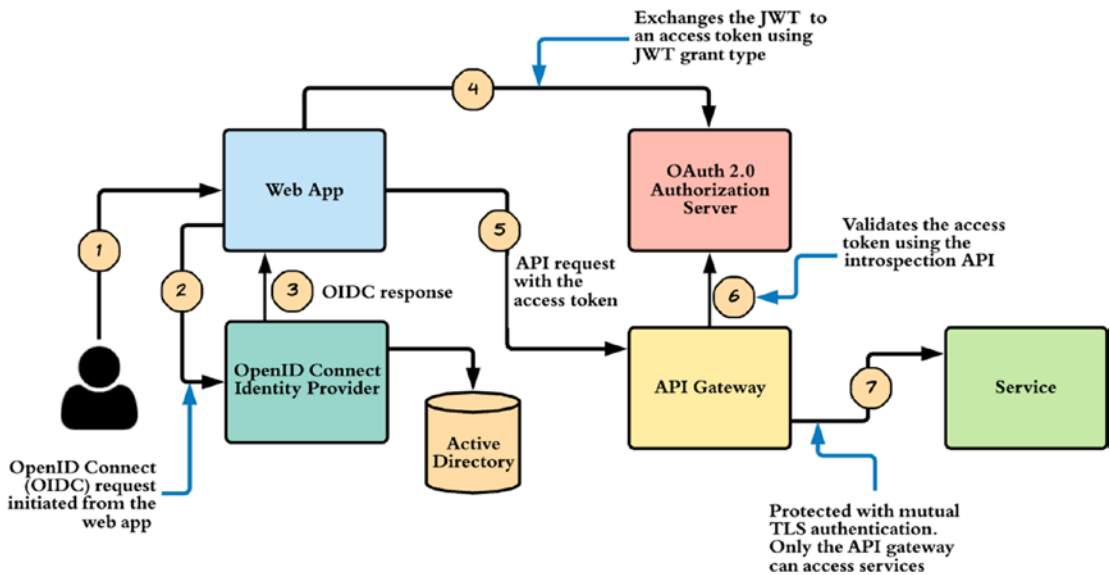 Exchanges the JWT to
an access token using
JWT grant type
4
Web App
OAuth 2.0
Authorization
Server
1
5
Validates the access
token using the
introspection API
2
3
OIDC response
API request
with the
access token
6
OpenID Connect
Identity Provider
API Gateway
7
Service
Active
Directory
OpenID Connect
(OIDC) request
initiated from the
web app
Protected with mutual
TLS authentication.
Only the API gateway
can access services